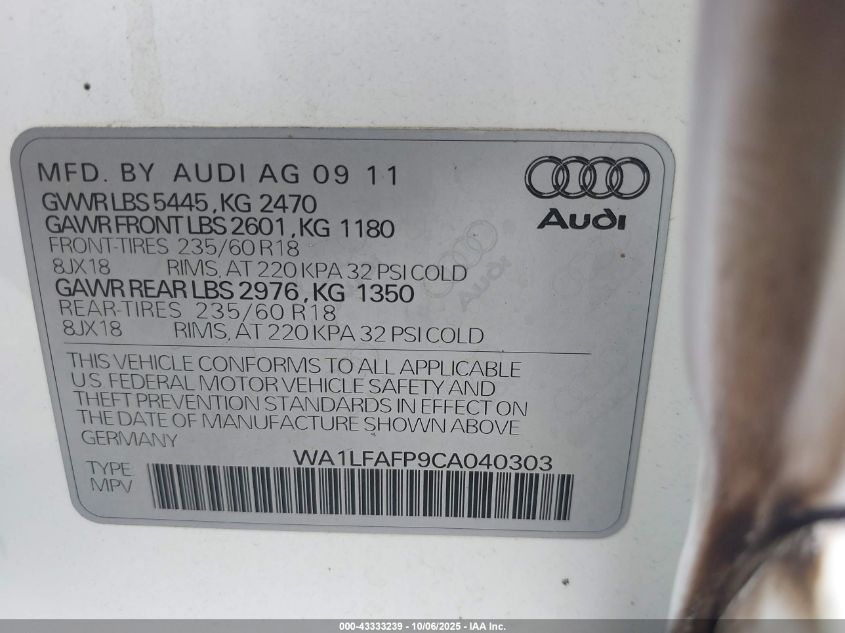 MFD. BY AUDI AG 09 11
GVWR LBS 5445, KG 2470
GAWR FRONT LBS 2601, KG 1180
FRONT-TIRES 235/60 R18
8JX18 RIMS, AT 220 KPA 32 PSI COLD
GAWR REAR LBS 2976, KG 1350
REAR-TIRES 235/60 R18
8JX18 RIMS, AT 220 KPA 32 PSI COLD
Audi
THIS VEHICLE CONFORMS TO ALL APPLICABLE
U.S. FEDERAL MOTOR VEHICLE SAFETY AND
THEFT PREVENTION STANDARDS IN EFFECT ON
THE DATE OF MANUFACTURE SHOWN ABOVE
GERMANY
WA1LFAFP9CA040303
TYPE
MPV
000-43333239 - 10/06/2025 - IAA Inc.